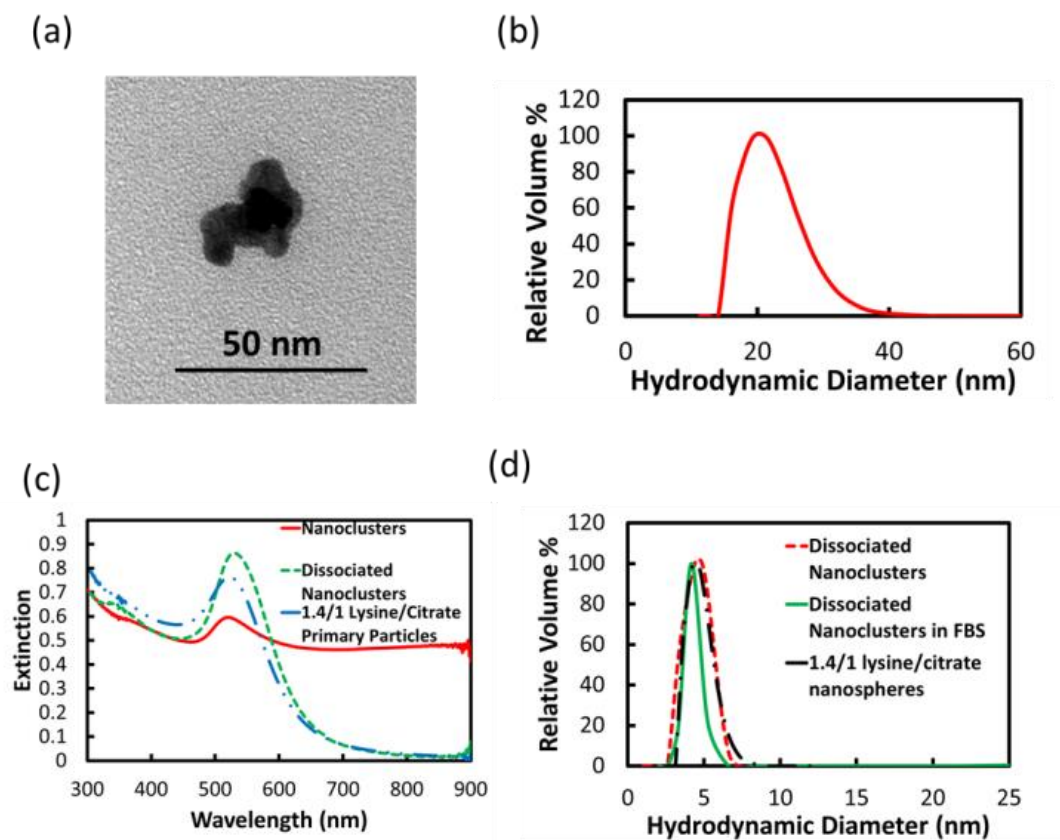 (a)
50 nm
(b)
Relative Volume %
120
100
80
60
40
20
0
0 20 40 60
Hydrodynamic Diameter (nm)
(c)
Extinction
1
0.9
0.8
0.7
0.6
0.5
0.4
0.3
0.2
0.1
0
300 400 500 600 700 800 900
Wavelength (nm)
Nanoclusters
Dissociated
Nanoclusters
1.4/1 Lysine/Citrate
Primary Particles
(d)
Relative Volume %
120
100
80
60
40
20
0
0 5 10 15 20 25
Hydrodynamic Diameter (nm)
Dissociated
Nanoclusters
Dissociated
Nanoclusters in FBS
1.4/1 lysine/citrate
nanospheres